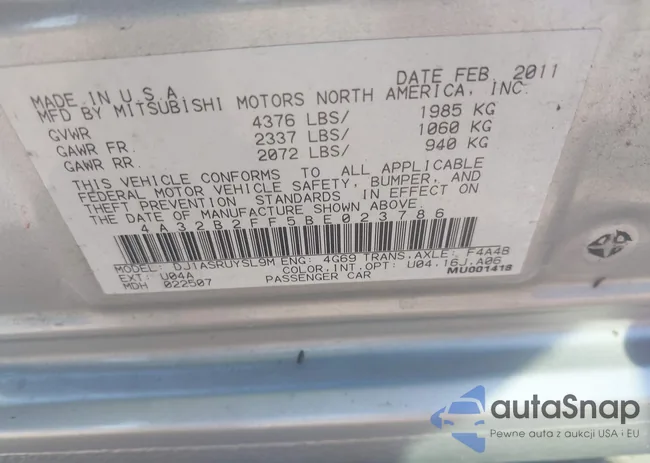 MADE IN U.S.A. DATE FEB. 2011
MFD BY MITSUBISHI MOTORS NORTH AMERICA, INC.
GVWR 4376 LBS/ 1985 KG
GAWR FR. 2337 LBS/ 1060 KG
GAWR RR. 2072 LBS/ 940 KG
THIS VEHICLE CONFORMS TO ALL APPLICABLE
FEDERAL MOTOR VEHICLE SAFETY, BUMPER, AND
THEFT PREVENTION STANDARDS IN EFFECT ON
THE DATE OF MANUFACTURE SHOWN ABOVE.
4A32B2FF5BE023786
MODEL: DJ1ASRUYSL9M ENG: 4G69 TRANS.AXLE: F4A4B
EXT: U04A COLOR,INT,OPT: U04.16J.A06
MDH 022507 PASSENGER CAR MU001418
autaSnap
Pewne auta z aukcji USA i EU